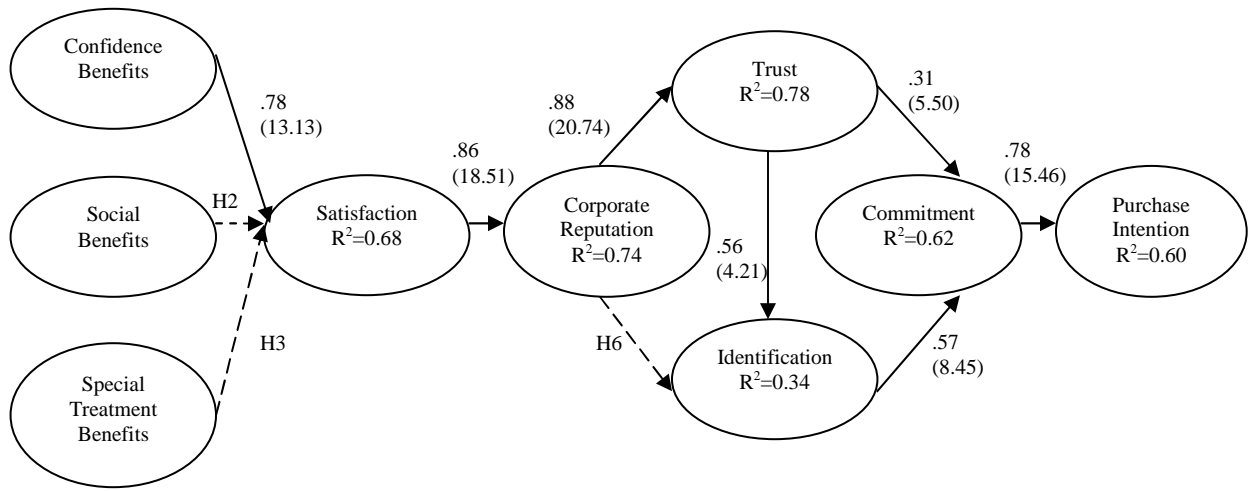 Confidence
Benefits
.78
(13.13)
Social
Benefits
H2
Special
Treatment
Benefits
H3
Satisfaction
R²=0.68
.86
(18.51)
Corporate
Reputation
R²=0.74
.88
(20.74)
H6
Trust
R²=0.78
.56
(4.21)
Identification
R²=0.34
.31
(5.50)
.57
(8.45)
Commitment
R²=0.62
.78
(15.46)
Purchase
Intention
R²=0.60